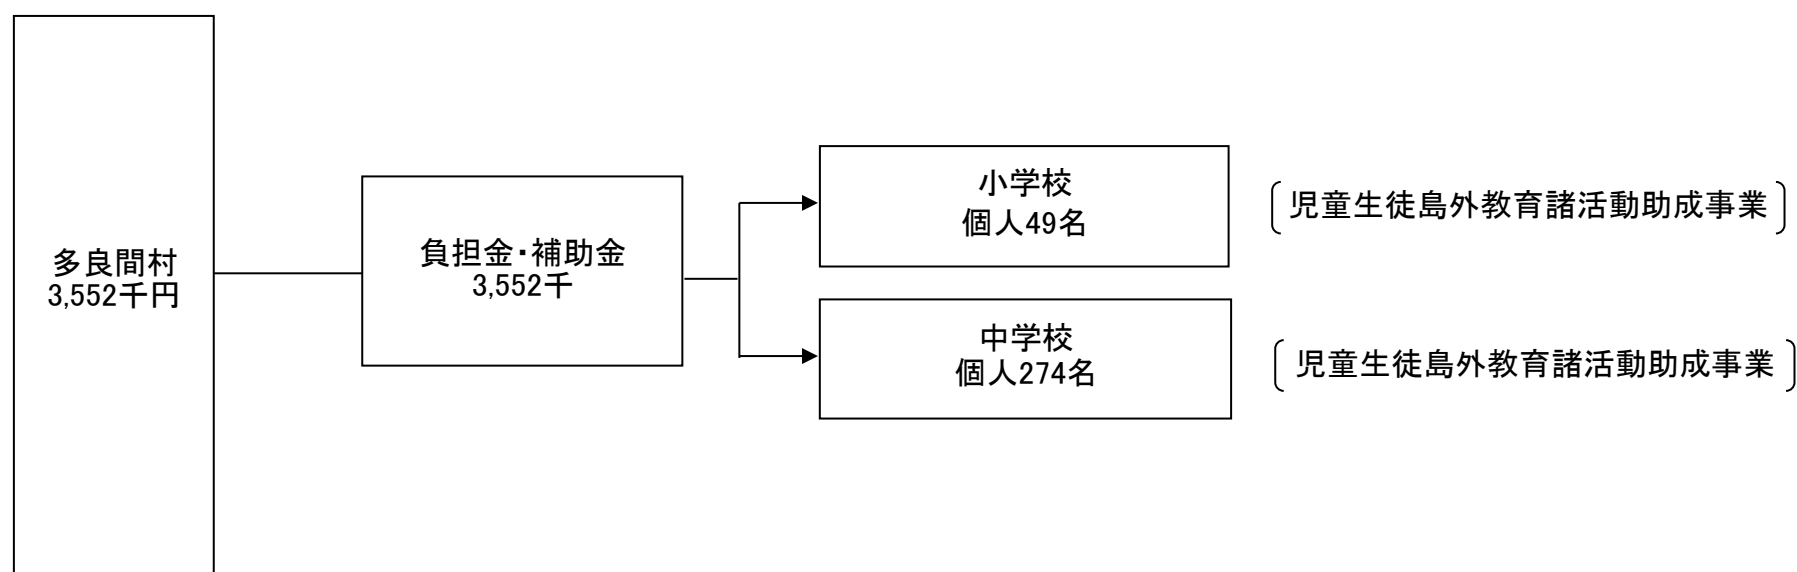 多良間村
3,552千円
負担金・補助金
3,552千
小学校
個人49名
児童生徒島外教育諸活動助成事業
中学校
個人274名
児童生徒島外教育諸活動助成事業